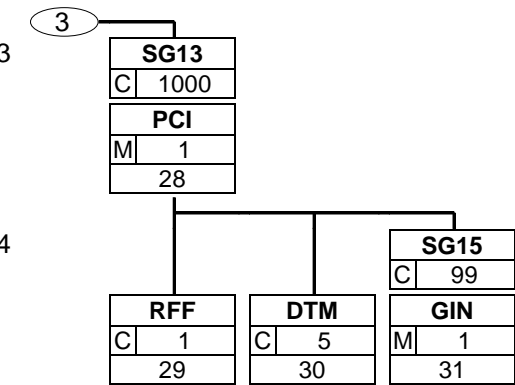 3
3
SG13
C 1000
PCI
M 1
28
4
SG15
C 99
RFF
C 1
29
DTM
C 5
30
GIN
M 1
31